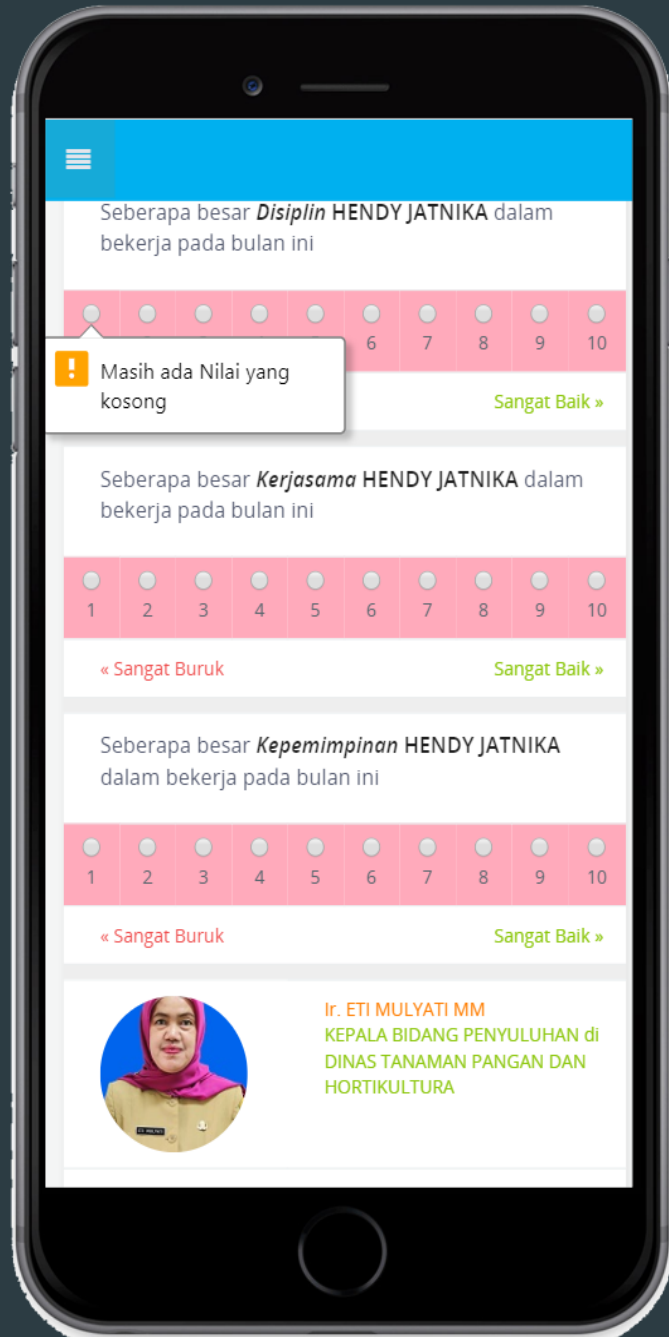 Seberapa besar Disiplin HENDY JATNIKA dalam
bekerja pada bulan ini
6 7 8 9 10
Masih ada Nilai yang
kosong
Sangat Baik »
Seberapa besar Kerjasama HENDY JATNIKA dalam
bekerja pada bulan ini
1 2 3 4 5 6 7 8 9 10
« Sangat Buruk
Sangat Baik »
Seberapa besar Kepemimpinan HENDY JATNIKA
dalam bekerja pada bulan ini
1 2 3 4 5 6 7 8 9 10
« Sangat Buruk
Sangat Baik »
Ir. ETI MULYATI MM
KEPALA BIDANG PENYULUHAN di
DINAS TANAMAN PANGAN DAN
HORTIKULTURA